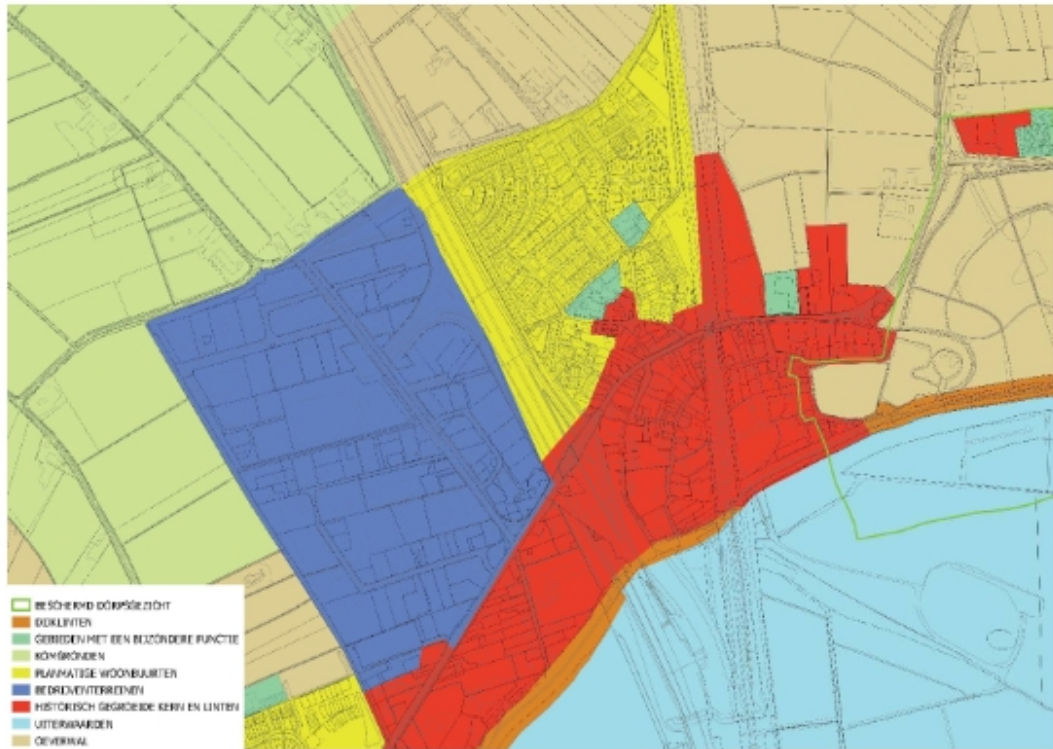 BESCHERMD DORPSGEZICHT
DIJKLINTEN
GEBIEDEN MET EEN BIJZONDERE FUNCTIE
KOMGRONDEN
PLANMATIGE WOONBUURTEN
BEDRIJVENTERREINEN
HISTORISCH GEGROEIDE KERN EN LINTEN
UITERWAARDEN
OEVERWAL